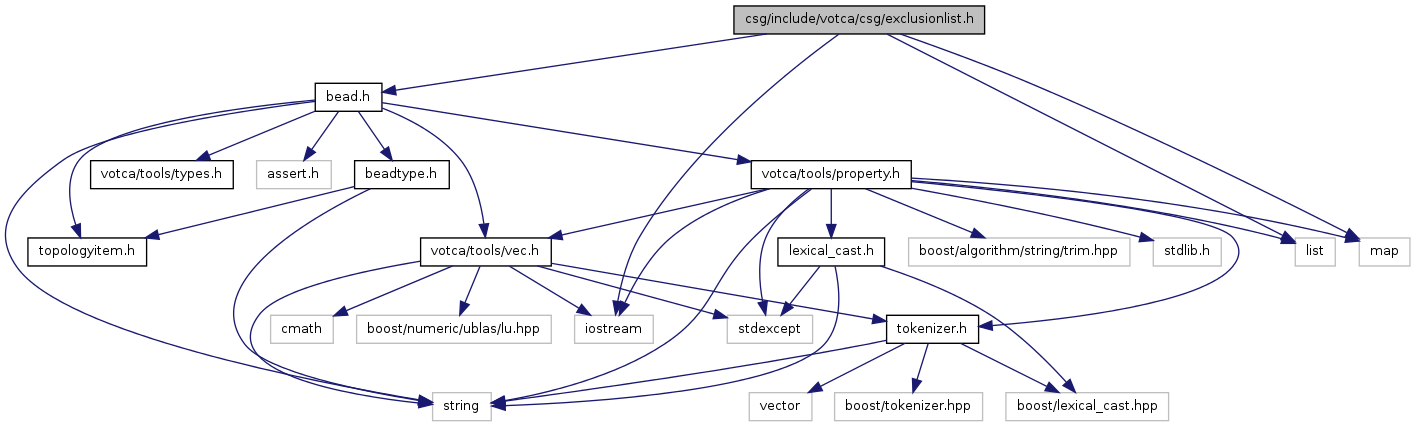 csg/include/votca/csg/exclusionlist.h
bead.h
votca/tools/types.h
assert.h
beadtype.h
votca/tools/property.h
topologyitem.h
votca/tools/vec.h
lexical_cast.h
boost/algorithm/string/trim.hpp
stdlib.h
list
map
cmath
boost/numeric/ublas/lu.hpp
iostream
stdexcept
tokenizer.h
string
vector
boost/tokenizer.hpp
boost/lexical_cast.hpp